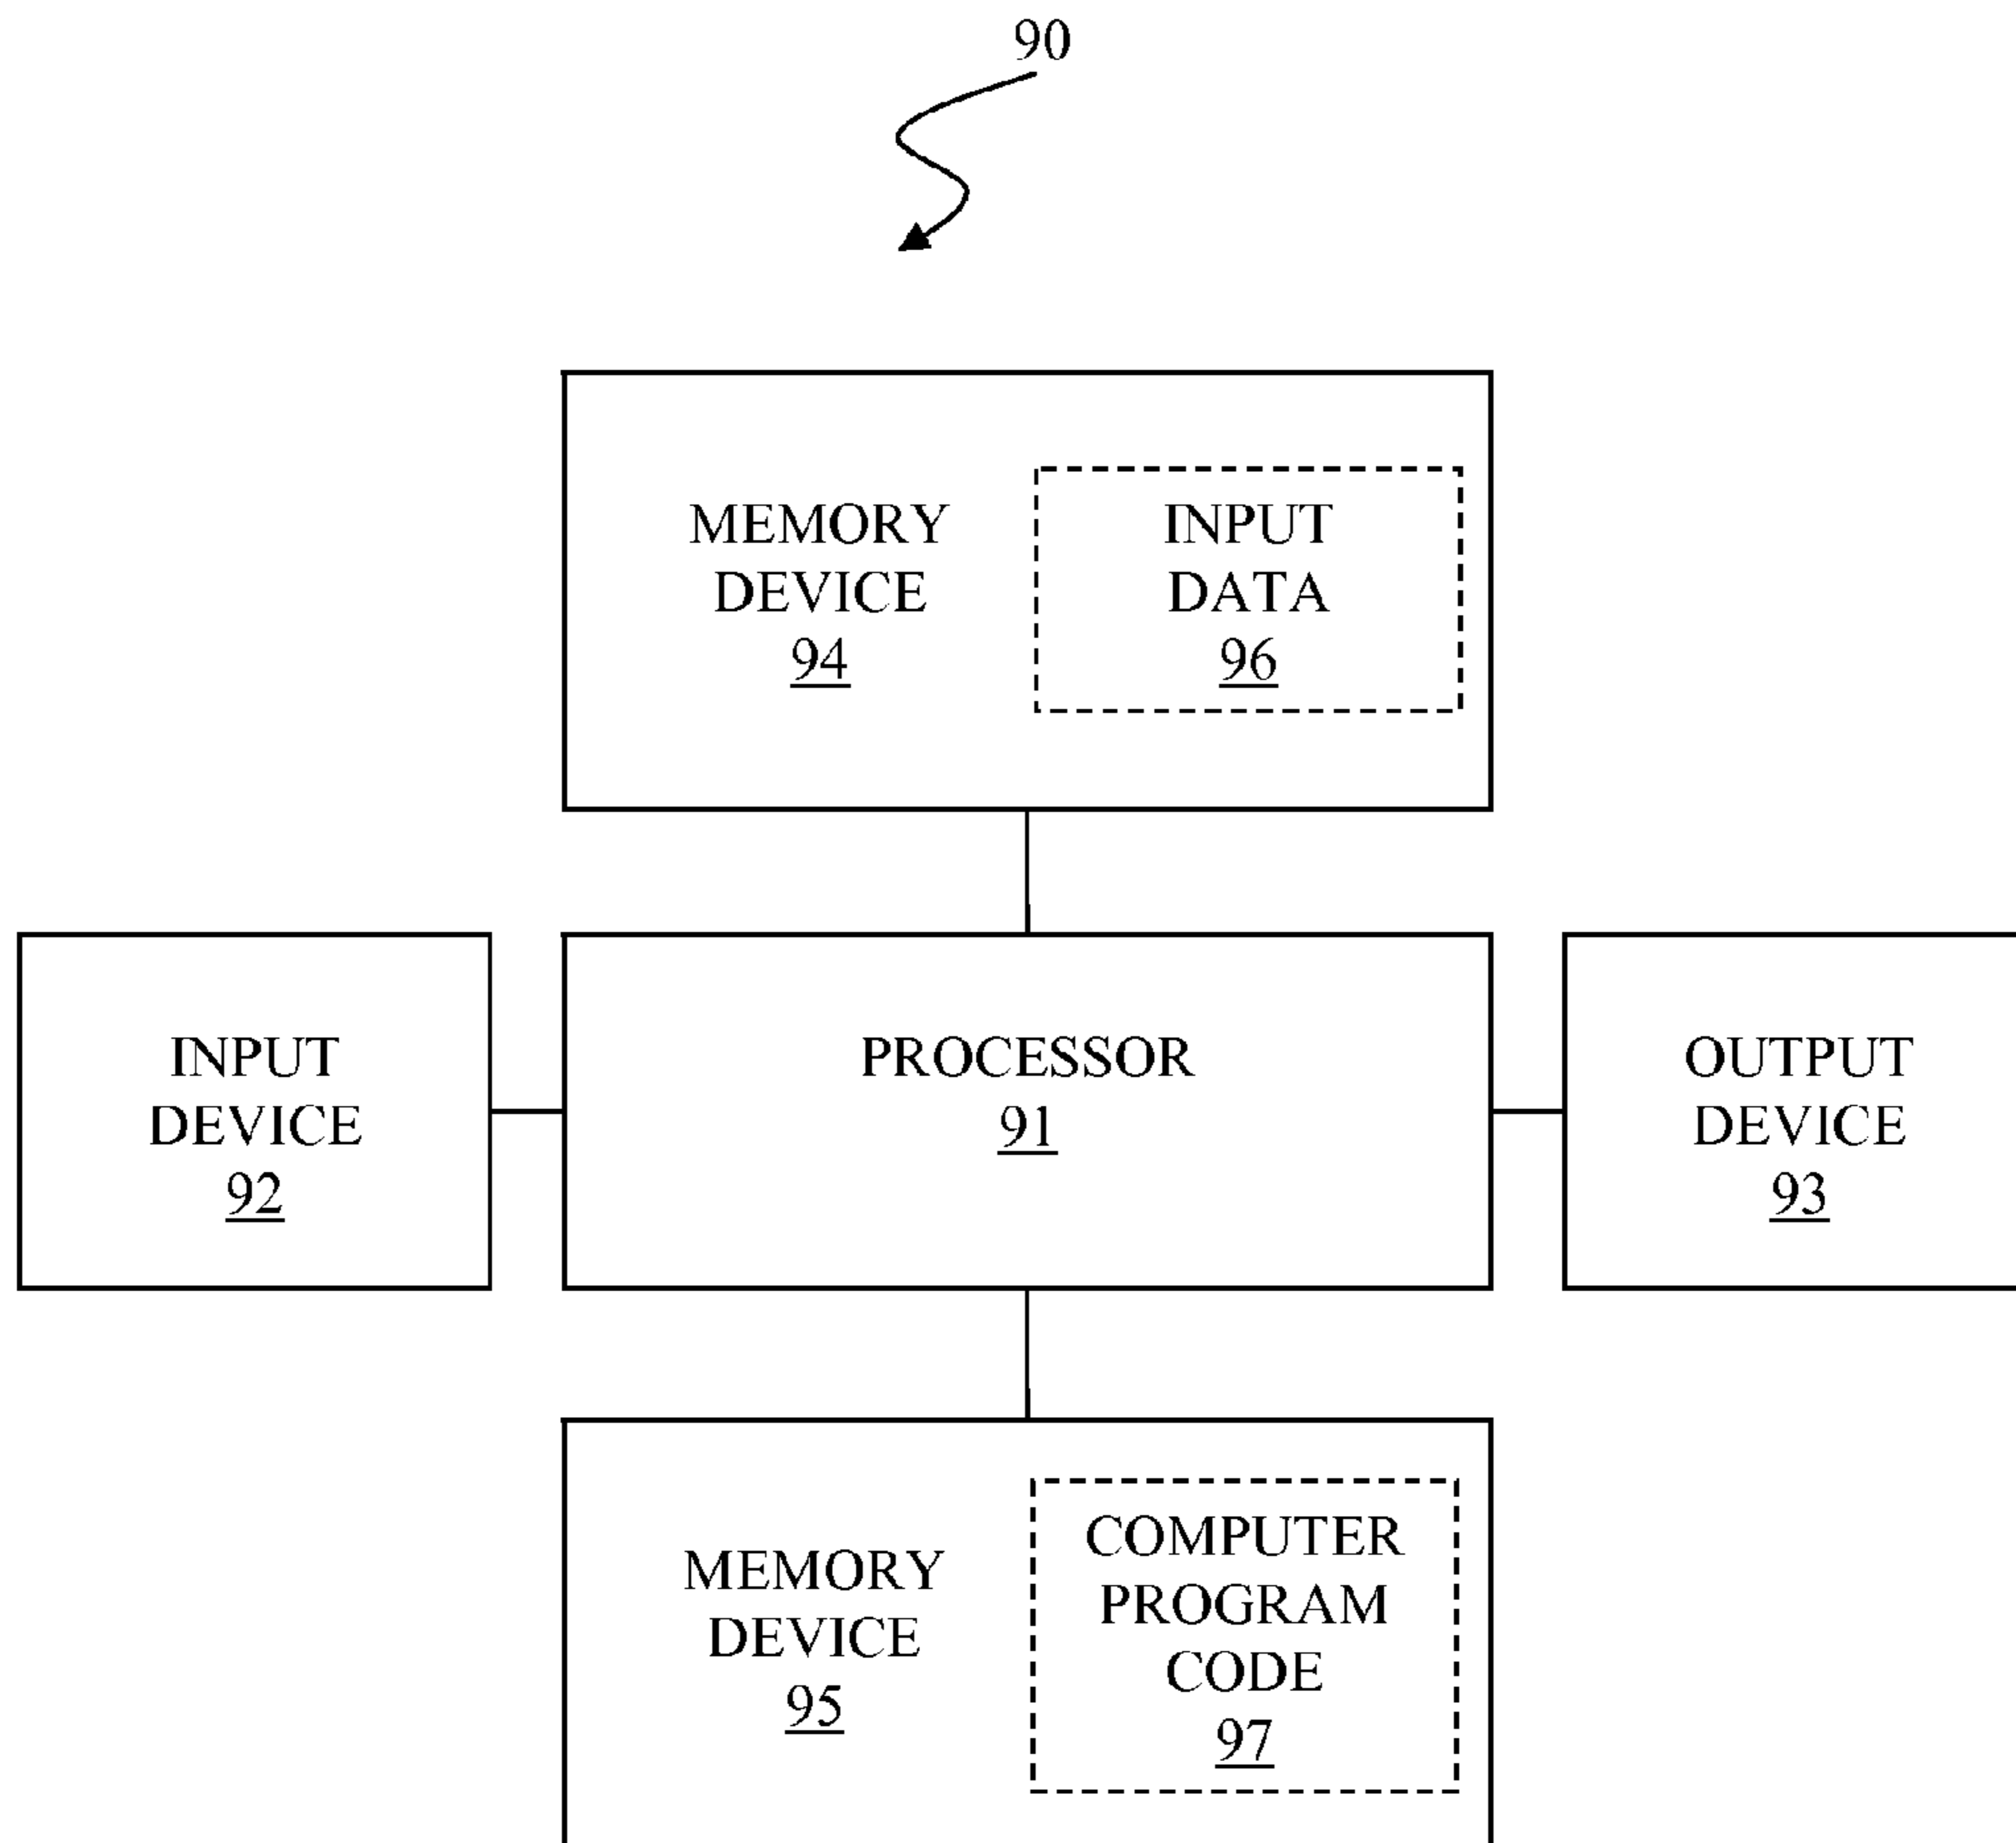 90
MEMORY
DEVICE
94
INPUT
DATA
96
INPUT
DEVICE
92
PROCESSOR
91
OUTPUT
DEVICE
93
MEMORY
DEVICE
95
COMPUTER
PROGRAM
CODE
97